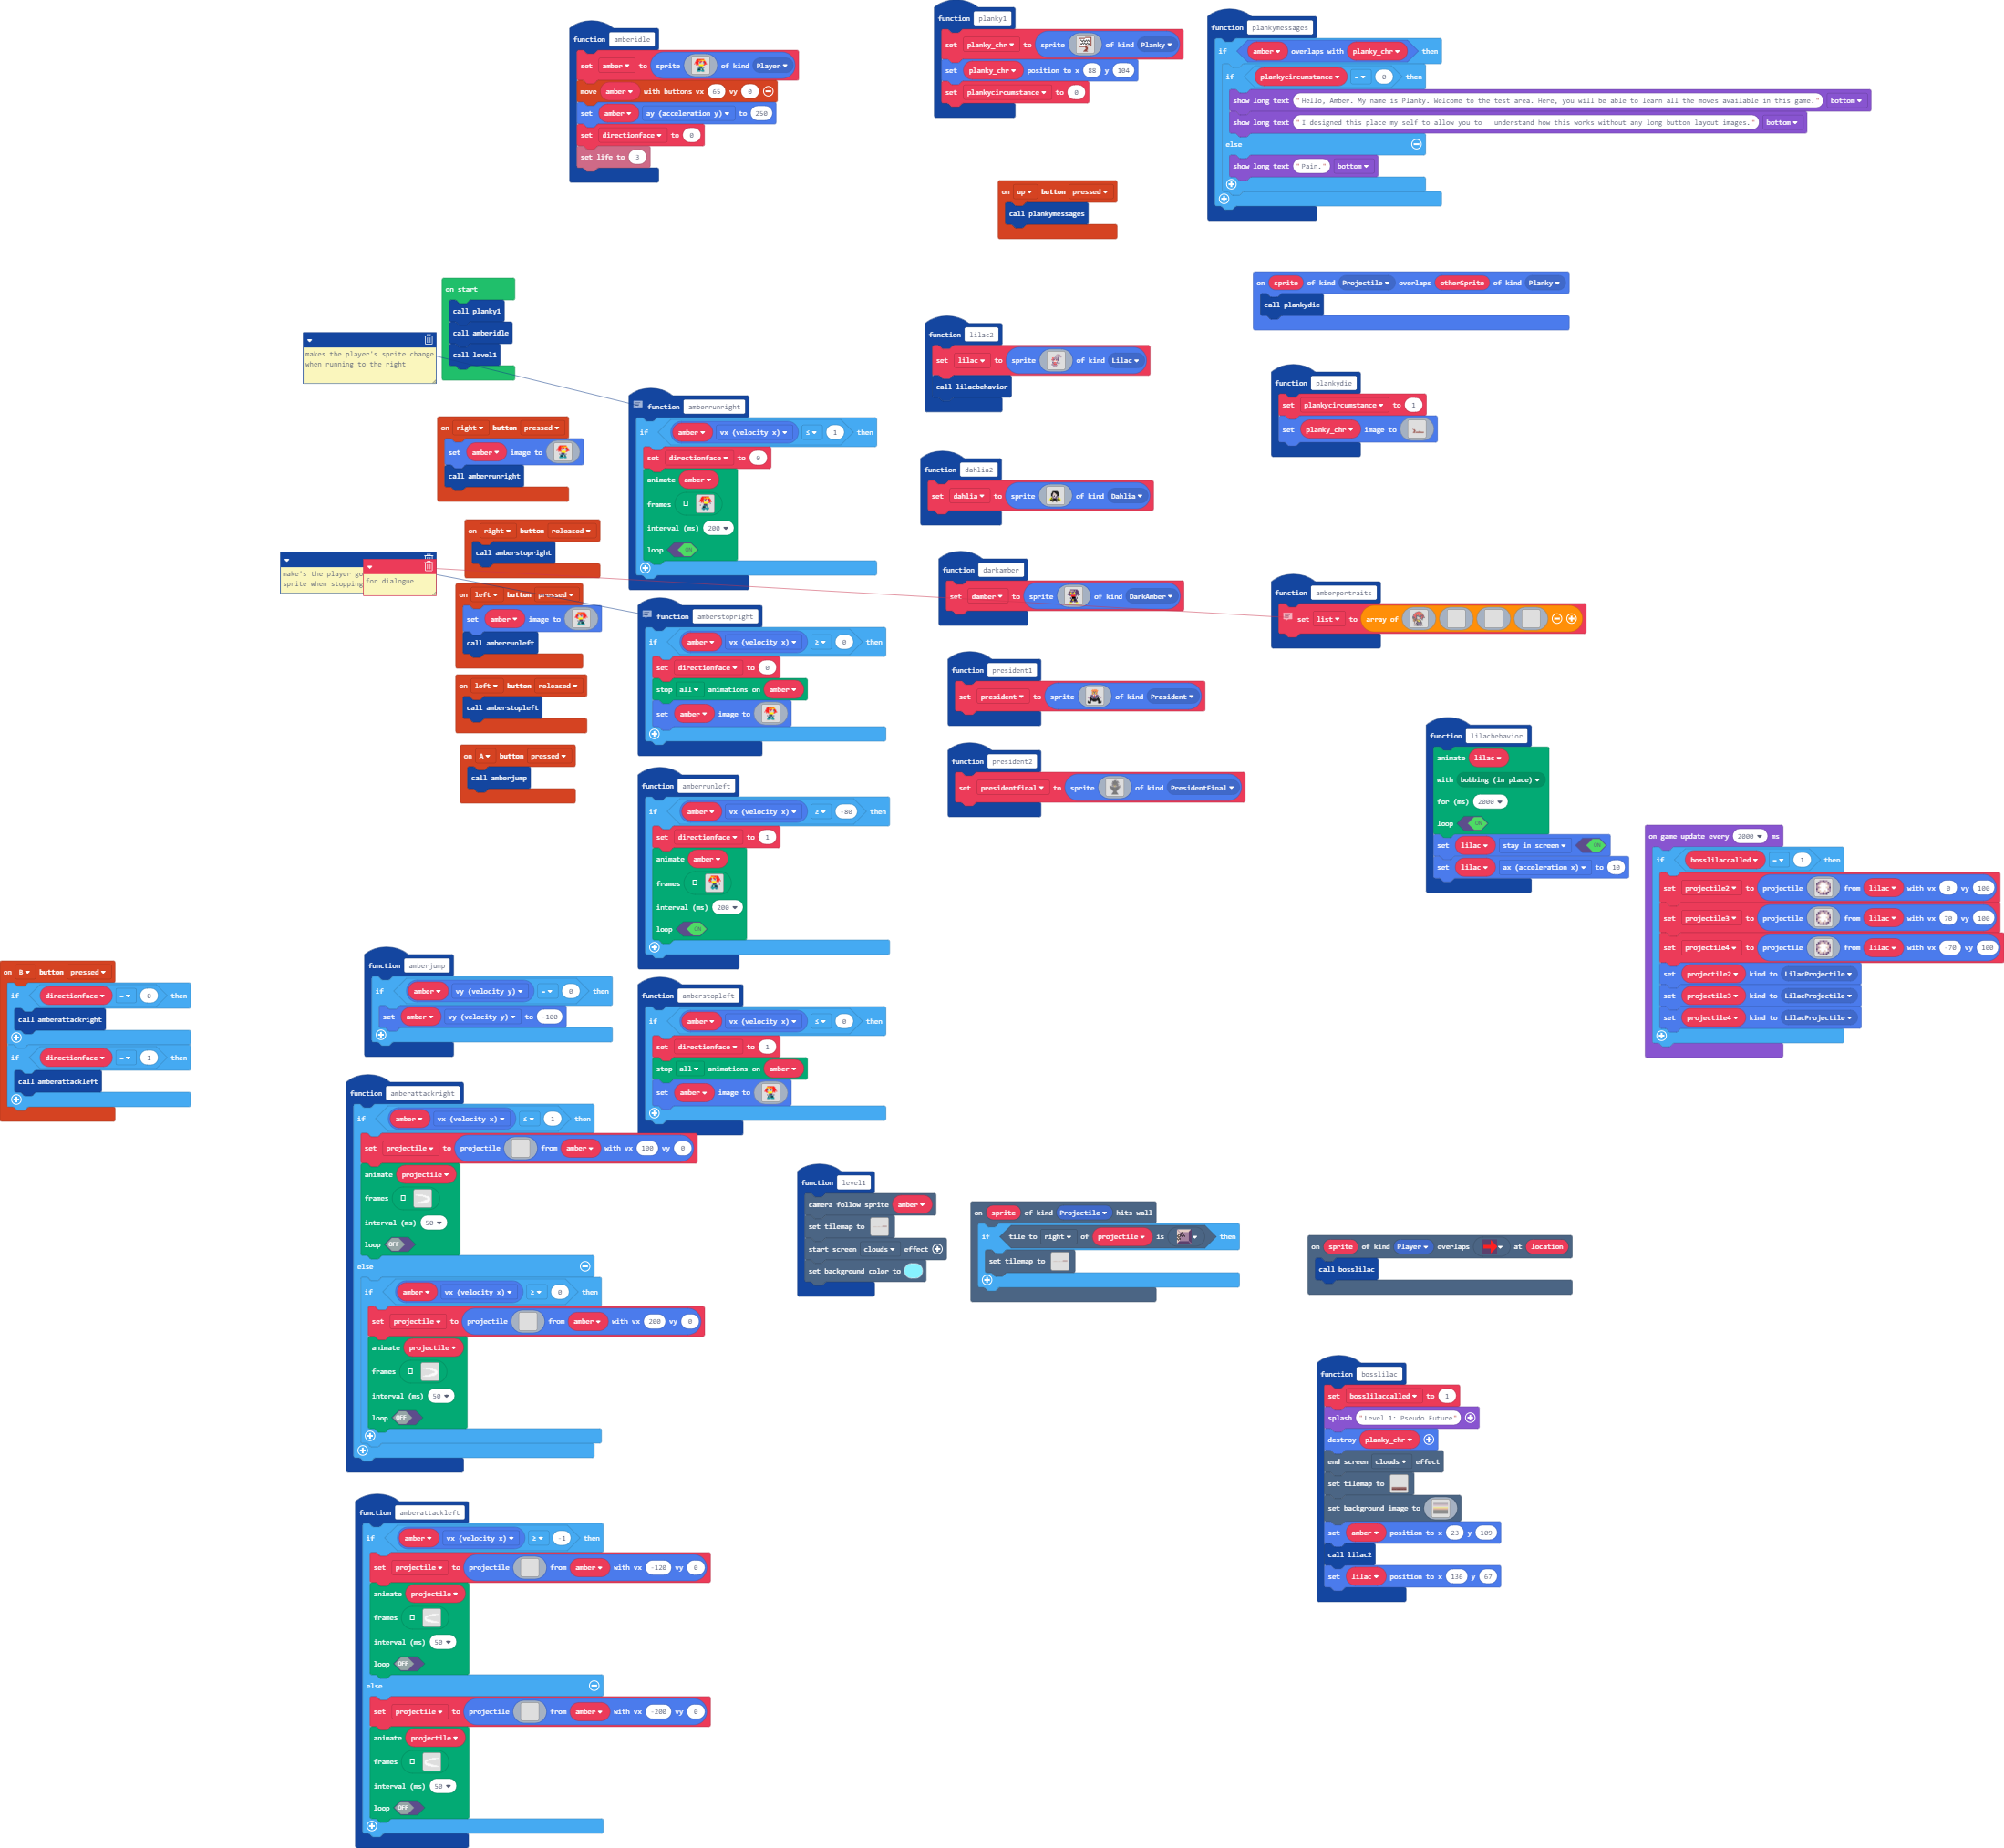 function amberidle
set amber to sprite of kind Player
move amber with buttons vx 65 vy 0
set amber ay (acceleration y) to 250
set directionface to 0
set life to 3
function planky1
set planky_chr to sprite of kind Planky
set planky_chr position to x 88 y 104
set plankycircumstance to 0
function plankymessages
if amber overlaps with planky_chr then
if plankycircumstance = 0 then
show long text "Hello, Amber. My name is Planky. Welcome to the test area. Here, you will be able to learn all the moves available in this game." bottom
show long text "I designed this place my self to allow you to understand how this works without any long button layout images." bottom
else
show long text "Pain." bottom
on up button pressed
call plankymessages
on start
call planky1
call amberidle
call level1
makes the player's sprite change
when running to the right
on sprite of kind Projectile overlaps otherSprite of kind Planky
call plankydie
function lilac2
set lilac to sprite of kind Lilac
call lilacbehavior
function plankydie
set plankycircumstance to 1
set planky_chr image to
on right button pressed
set amber image to
call amberrunright
function amberrunright
if amber vx (velocity x) ≤ 1 then
set directionface to 0
animate amber
frames
interval (ms) 200
loop ON
function dahlia2
set dahlia to sprite of kind Dahlia
on right button released
call amberstopright
make's the player go
sprite when stopping
for dialogue
on left button pressed
set amber image to
call amberrunleft
function darkamber
set damber to sprite of kind DarkAmber
function amberportraits
set list to array of
function amberstopright
if amber vx (velocity x) ≥ 0 then
set directionface to 0
stop all animations on amber
set amber image to
on left button released
call amberstopleft
function president1
set president to sprite of kind President
on A button pressed
call amberjump
function president2
set presidentfinal to sprite of kind PresidentFinal
function amberrunleft
if amber vx (velocity x) ≥ -80 then
set directionface to 1
animate amber
frames
interval (ms) 200
loop ON
function lilacbehavior
animate lilac
with bobbing (in place)
for (ms) 2000
loop ON
set lilac stay in screen ON
set lilac ax (acceleration x) to 10
on game update every 2000 ms
if bosslilaccalled = 1 then
set projectile2 to projectile from lilac with vx 0 vy 100
set projectile3 to projectile from lilac with vx 70 vy 100
set projectile4 to projectile from lilac with vx -70 vy 100
set projectile2 kind to LilacProjectile
set projectile3 kind to LilacProjectile
set projectile4 kind to LilacProjectile
on B button pressed
if directionface = 0 then
call amberattackright
if directionface = 1 then
call amberattackleft
function amberjump
if amber vy (velocity y) = 0 then
set amber vy (velocity y) to -100
function amberstopleft
if amber vx (velocity x) ≤ 0 then
set directionface to 1
stop all animations on amber
set amber image to
function amberattackright
if amber vx (velocity x) ≤ 1 then
set projectile to projectile from amber with vx 100 vy 0
animate projectile
frames
interval (ms) 50
loop OFF
else
if amber vx (velocity x) ≥ 0 then
set projectile to projectile from amber with vx 200 vy 0
animate projectile
frames
interval (ms) 50
loop OFF
function level1
camera follow sprite amber
set tilemap to
start screen clouds effect
set background color to
on sprite of kind Projectile hits wall
if tile to right of projectile is then
set tilemap to
on sprite of kind Player overlaps at location
call bosslilac
function bosslilac
set bosslilaccalled to 1
splash "Level 1: Pseudo Future"
destroy planky_chr
end screen clouds effect
set tilemap to
set background image to
set amber position to x 23 y 109
call lilac2
set lilac position to x 136 y 67
function amberattackleft
if amber vx (velocity x) ≥ -1 then
set projectile to projectile from amber with vx -120 vy 0
animate projectile
frames
interval (ms) 50
loop OFF
else
set projectile to projectile from amber with vx -200 vy 0
animate projectile
frames
interval (ms) 50
loop OFF